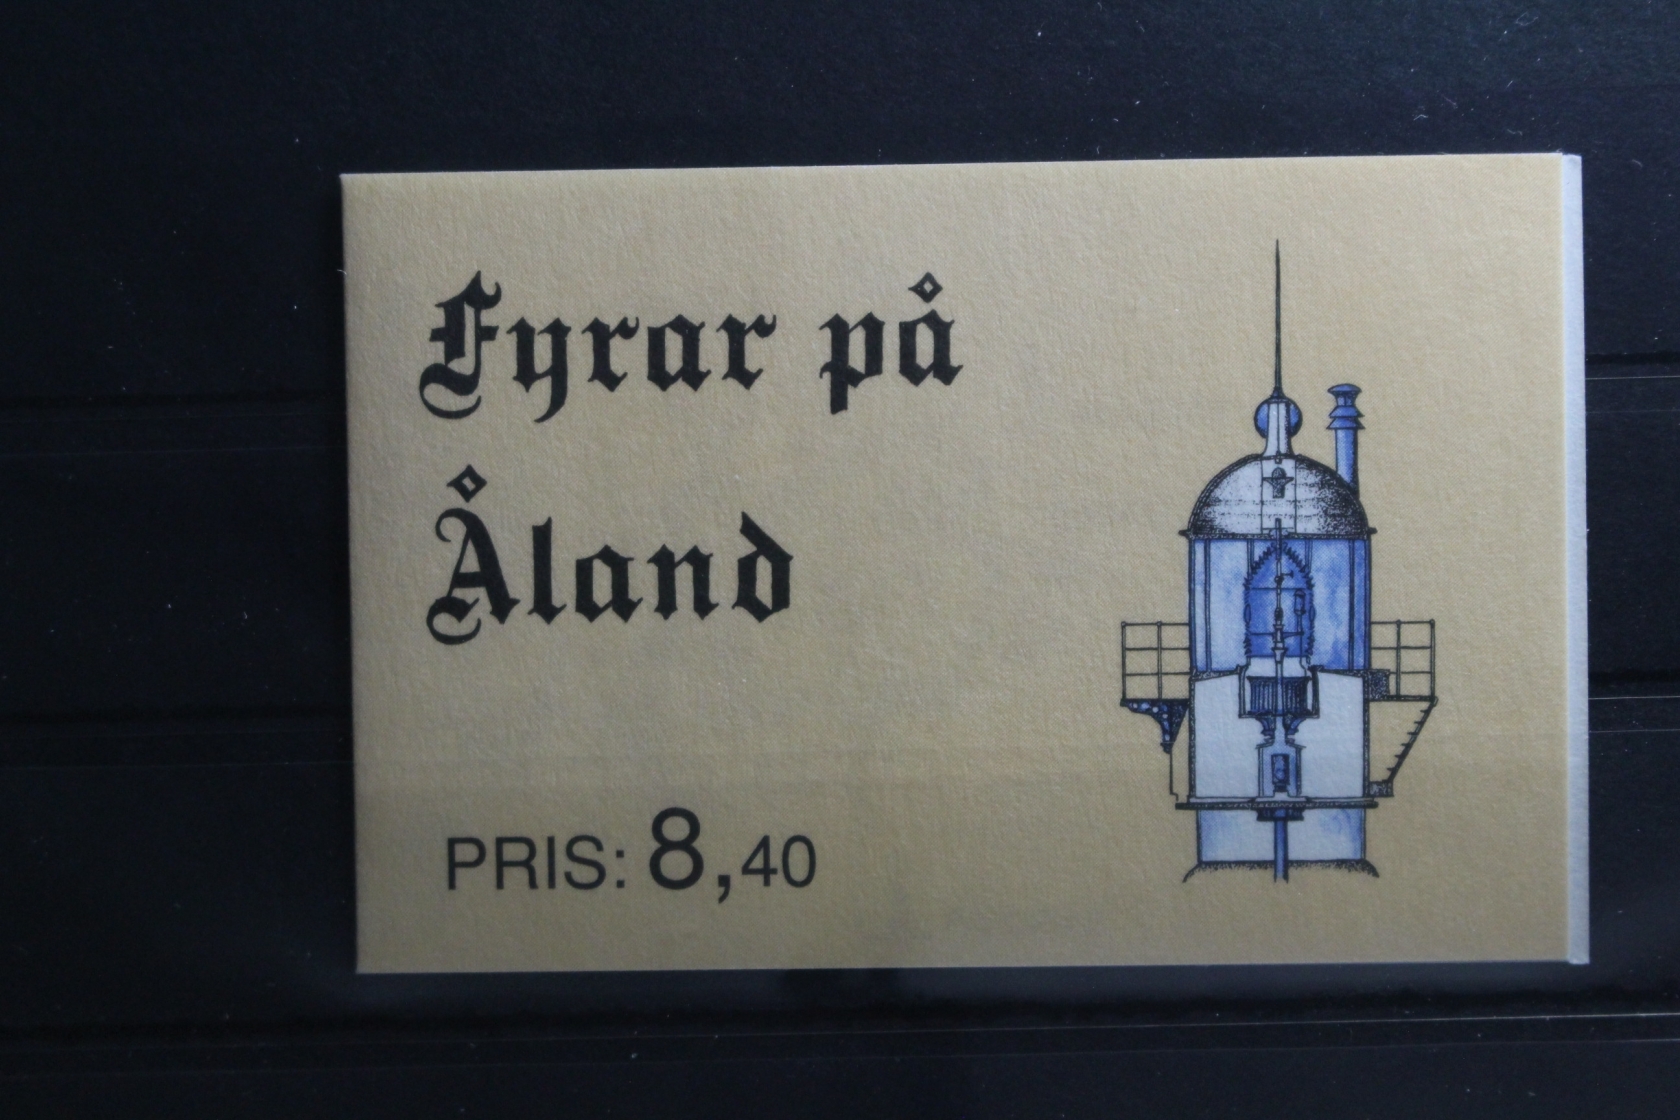 Fyrar på
Åland
PRIS: 8,40